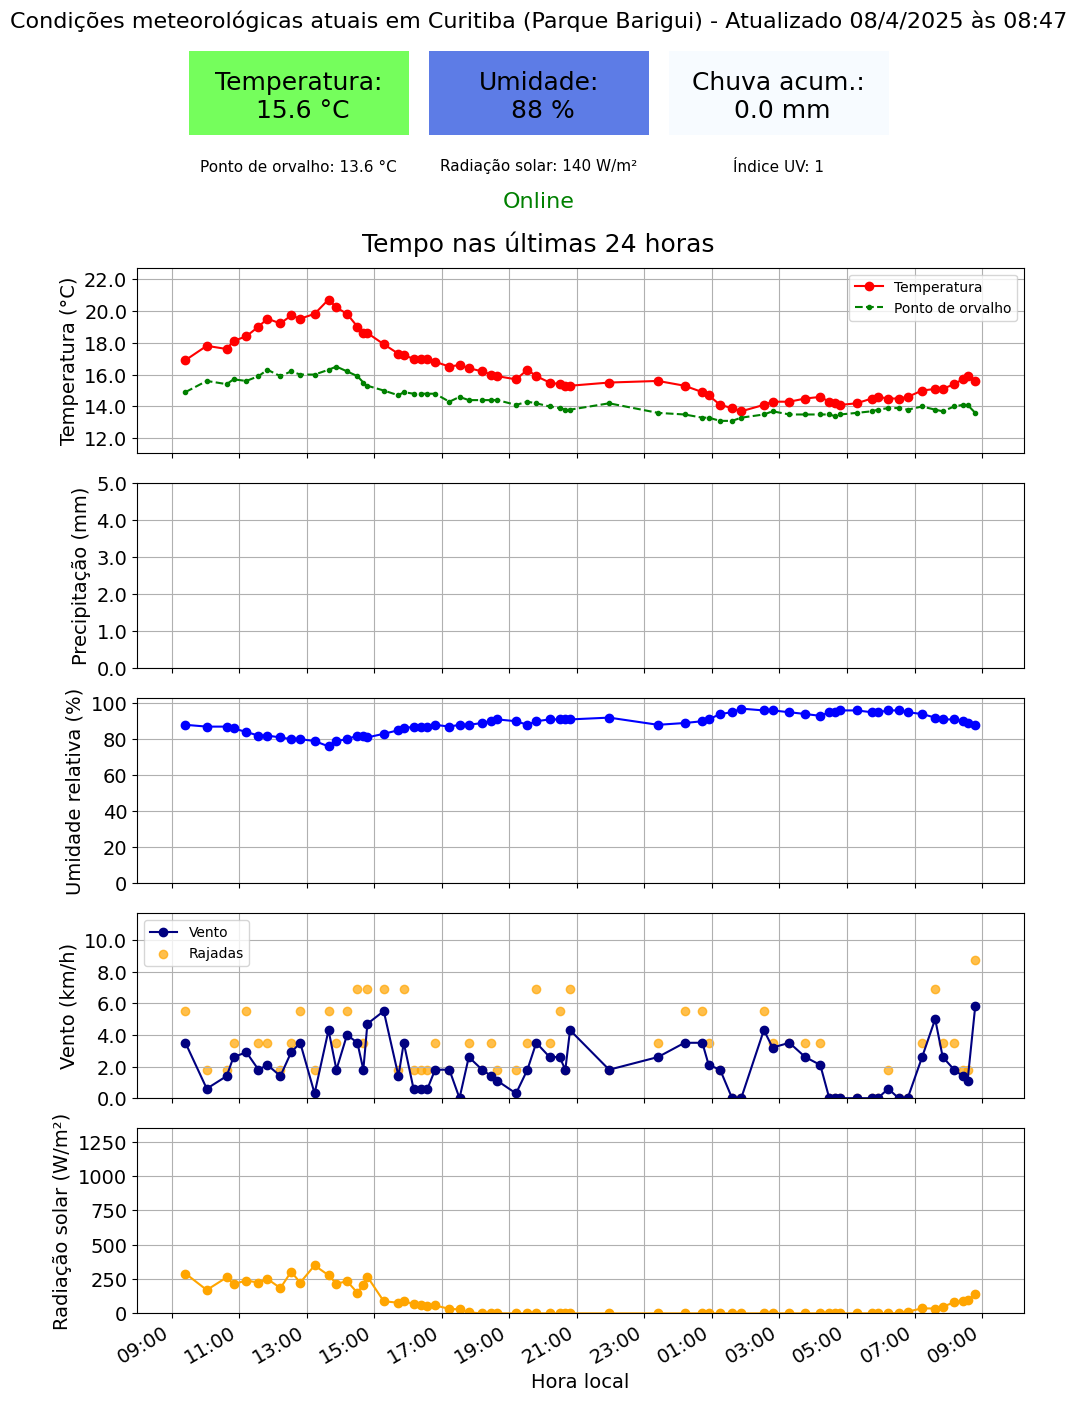 Condições meteorológicas atuais em Curitiba (Parque Barigui) - Atualizado 08/4/2025 às 08:47
Temperatura:
15.6 °C
Umidade:
88 %
Chuva acum.:
0.0 mm
Ponto de orvalho: 13.6 °C
Radiação solar: 140 W/m²
Índice UV: 1
Online
Tempo nas últimas 24 horas
Temperatura (°C)
22.0
20.0
18.0
16.0
14.0
12.0
Temperatura
Ponto de orvalho
Precipitação (mm)
5.0
4.0
3.0
2.0
1.0
0.0
Umidade relativa (%)
100
80
60
40
20
0
Vento (km/h)
10.0
8.0
6.0
4.0
2.0
0.0
Vento
Rajadas
Radiação solar (W/m²)
1250
1000
750
500
250
0
09:00
11:00
13:00
15:00
17:00
19:00
21:00
23:00
01:00
03:00
05:00
07:00
09:00
Hora local